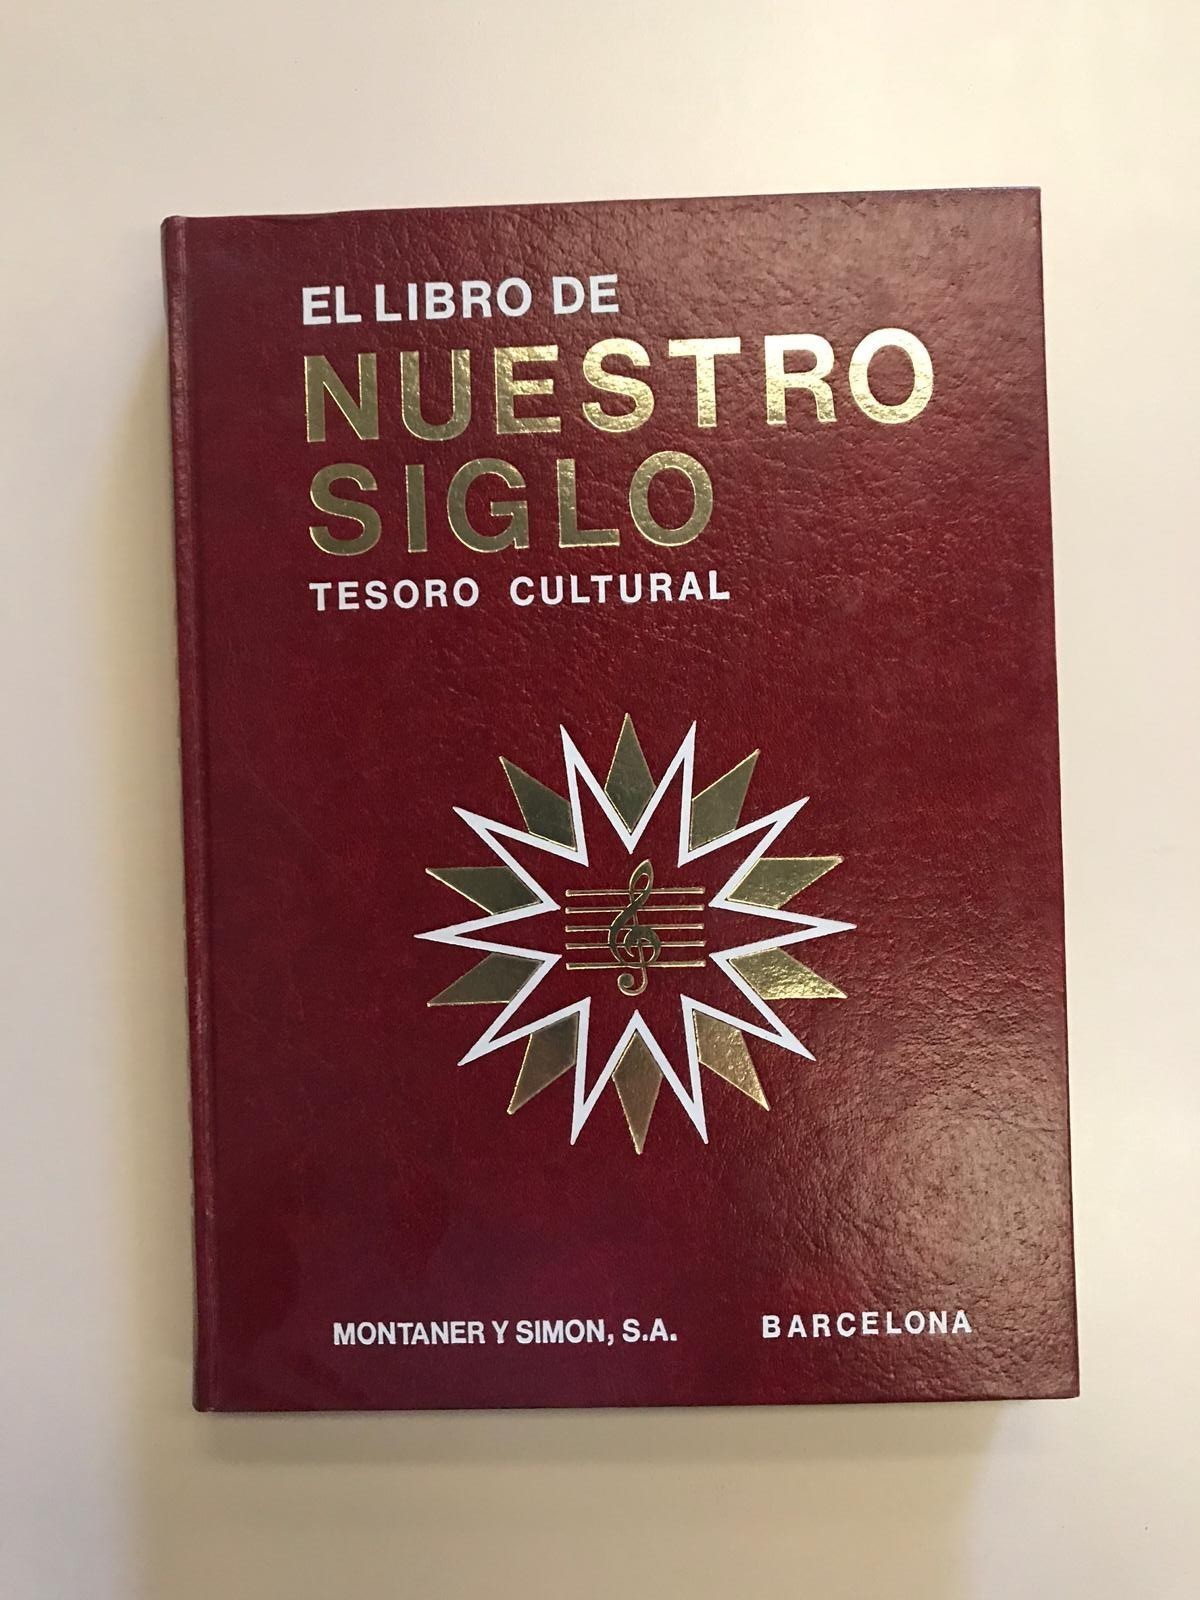 EL LIBRO DE
NUESTRO
SIGLO
TESORO CULTURAL
MONTANER Y SIMON, S.A. BARCELONA